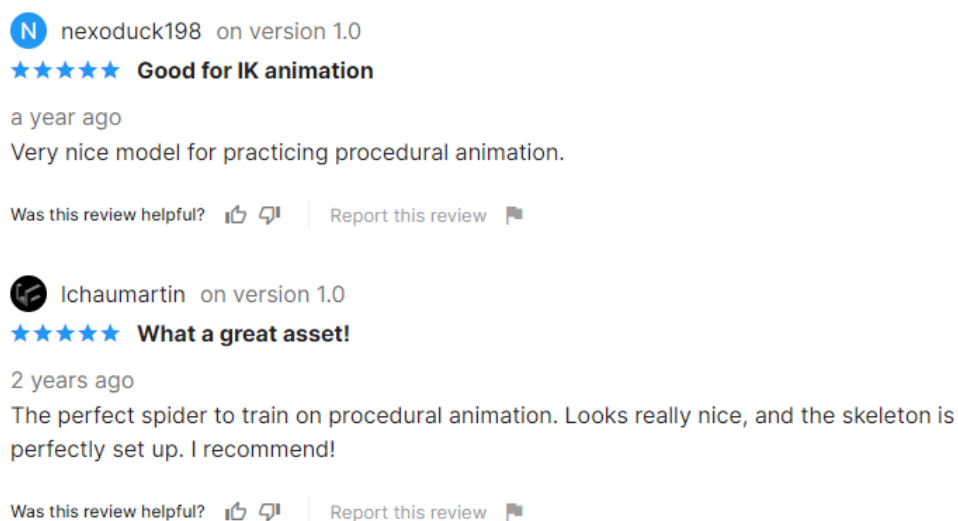 N nexoduck198 on version 1.0
Good for IK animation
a year ago
Very nice model for practicing procedural animation.
Was this review helpful? Report this review
lchaumartin on version 1.0
What a great asset!
2 years ago
The perfect spider to train on procedural animation. Looks really nice, and the skeleton is
perfectly set up. I recommend!
Was this review helpful? Report this review